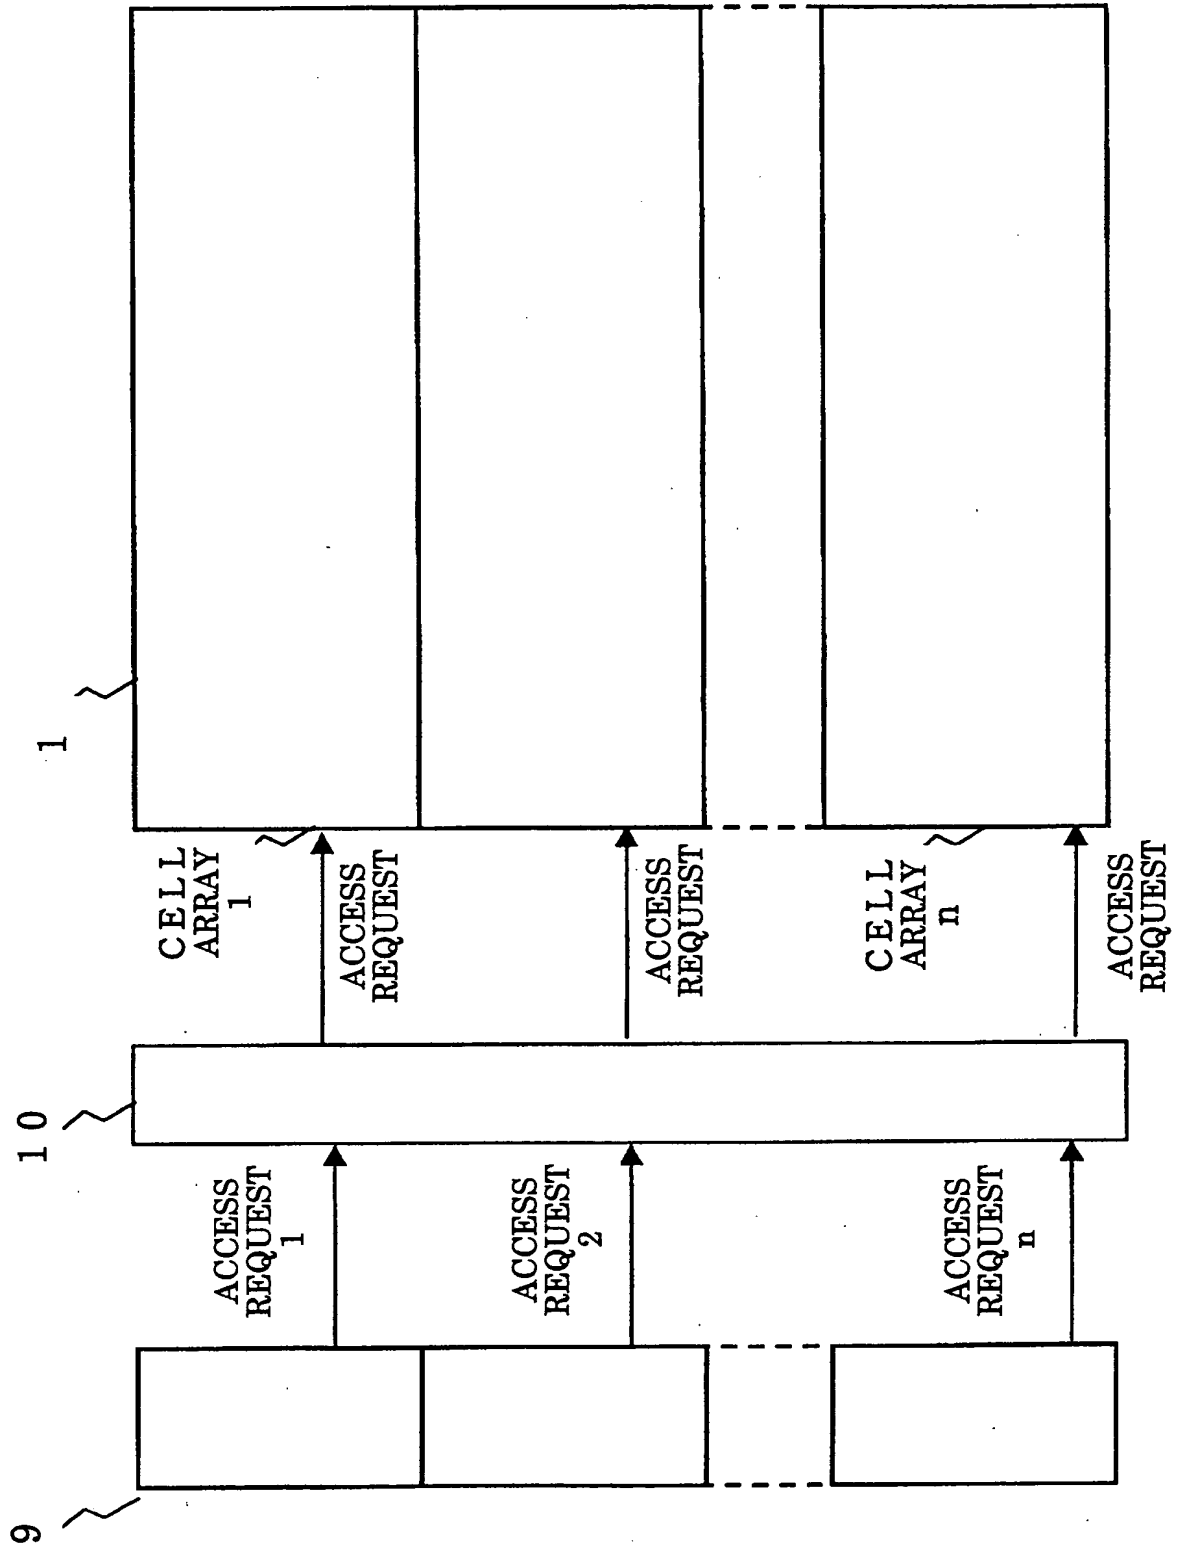 9
10
1
ACCESS
REQUEST
1
CELL
ARRAY
1
ACCESS
REQUEST
ACCESS
REQUEST
2
ACCESS
REQUEST
ACCESS
REQUEST
n
CELL
ARRAY
n
ACCESS
REQUEST